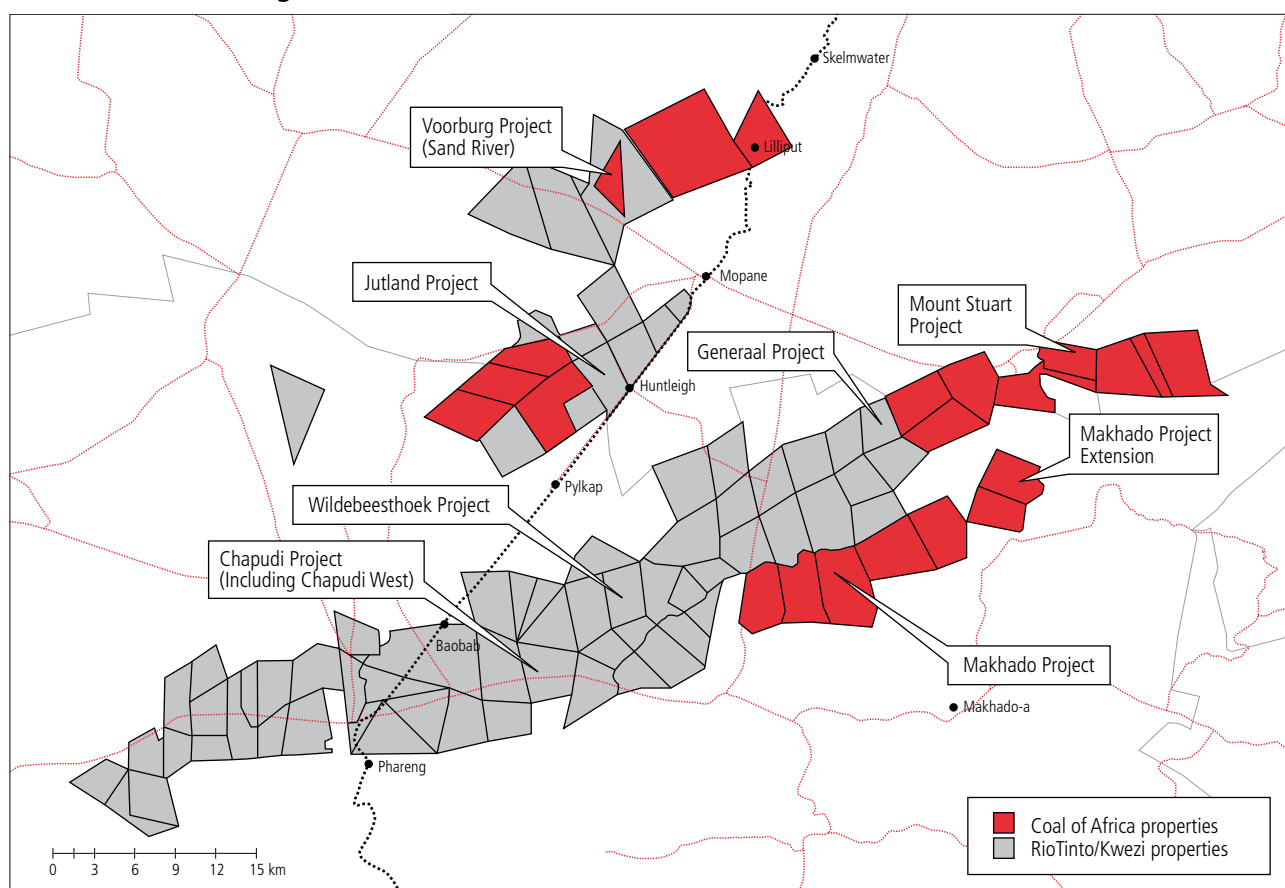 Skelmwater
Voorburg Project
(Sand River)
Lilliput
Mopane
Jutland Project
Mount Stuart
Project
Generaal Project
Huntleigh
Makhado Project
Extension
Pylkap
Wildebeesthoek Project
Chapudi Project
(Including Chapudi West)
Baobab
Makhado Project
Makhado-a
Phareng
Coal of Africa properties
RioTinto/Kwezi properties
0 3 6 9 12 15 km